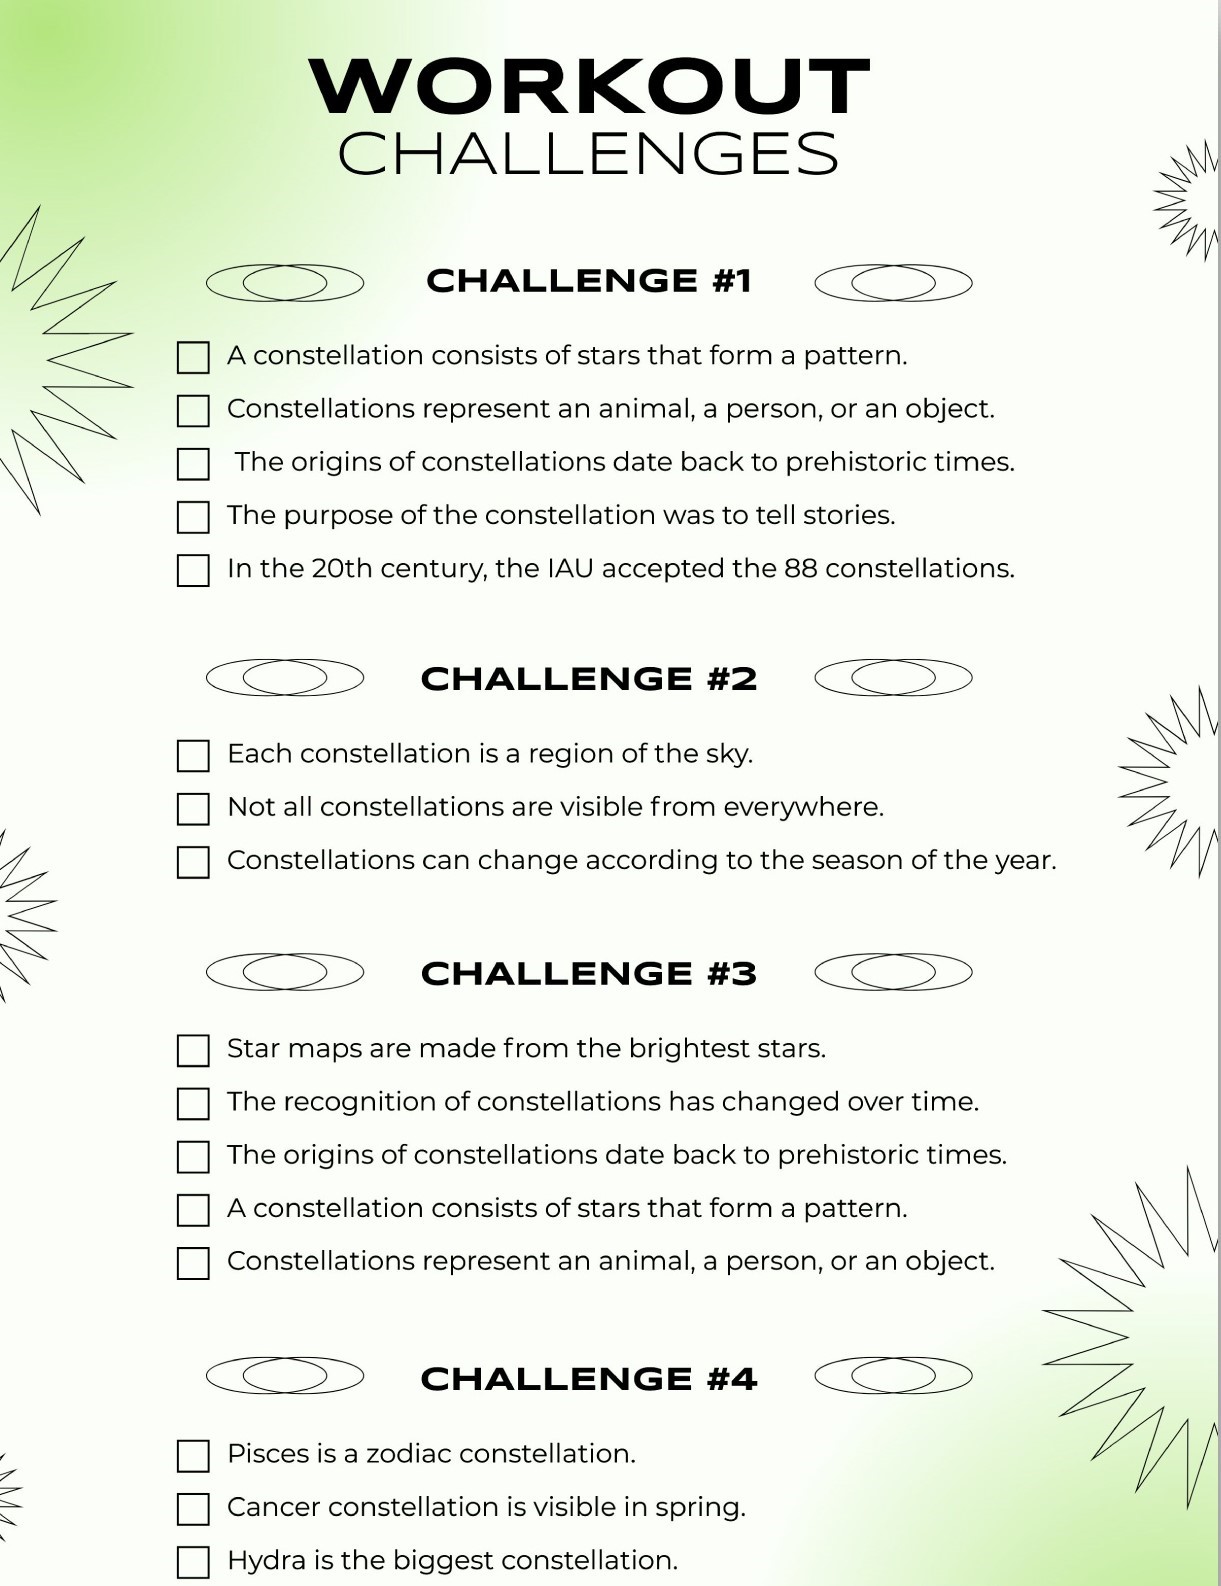 WORKOUT
CHALLENGES
CHALLENGE #1
A constellation consists of stars that form a pattern.
Constellations represent an animal, a person, or an object.
The origins of constellations date back to prehistoric times.
The purpose of the constellation was to tell stories.
In the 20th century, the IAU accepted the 88 constellations.
CHALLENGE #2
Each constellation is a region of the sky.
Not all constellations are visible from everywhere.
Constellations can change according to the season of the year.
CHALLENGE #3
Star maps are made from the brightest stars.
The recognition of constellations has changed over time.
The origins of constellations date back to prehistoric times.
A constellation consists of stars that form a pattern.
Constellations represent an animal, a person, or an object.
CHALLENGE #4
Pisces is a zodiac constellation.
Cancer constellation is visible in spring.
Hydra is the biggest constellation.